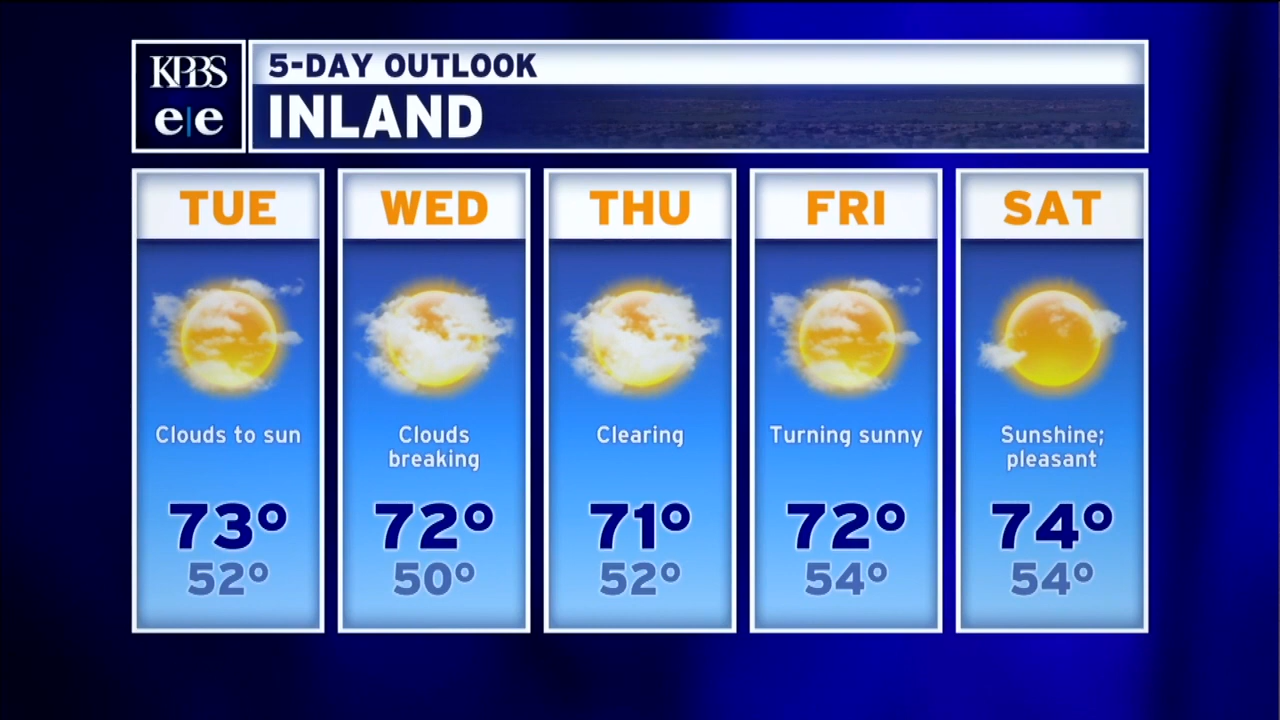 KPBS
e|e
5-DAY OUTLOOK
INLAND
TUE
Clouds to sun
73°
52°
WED
Clouds
breaking
72°
50°
THU
Clearing
71°
52°
FRI
Turning sunny
72°
54°
SAT
Sunshine;
pleasant
74°
54°